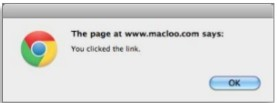 The page at www.macloo.com says:
You clicked the link.
OK